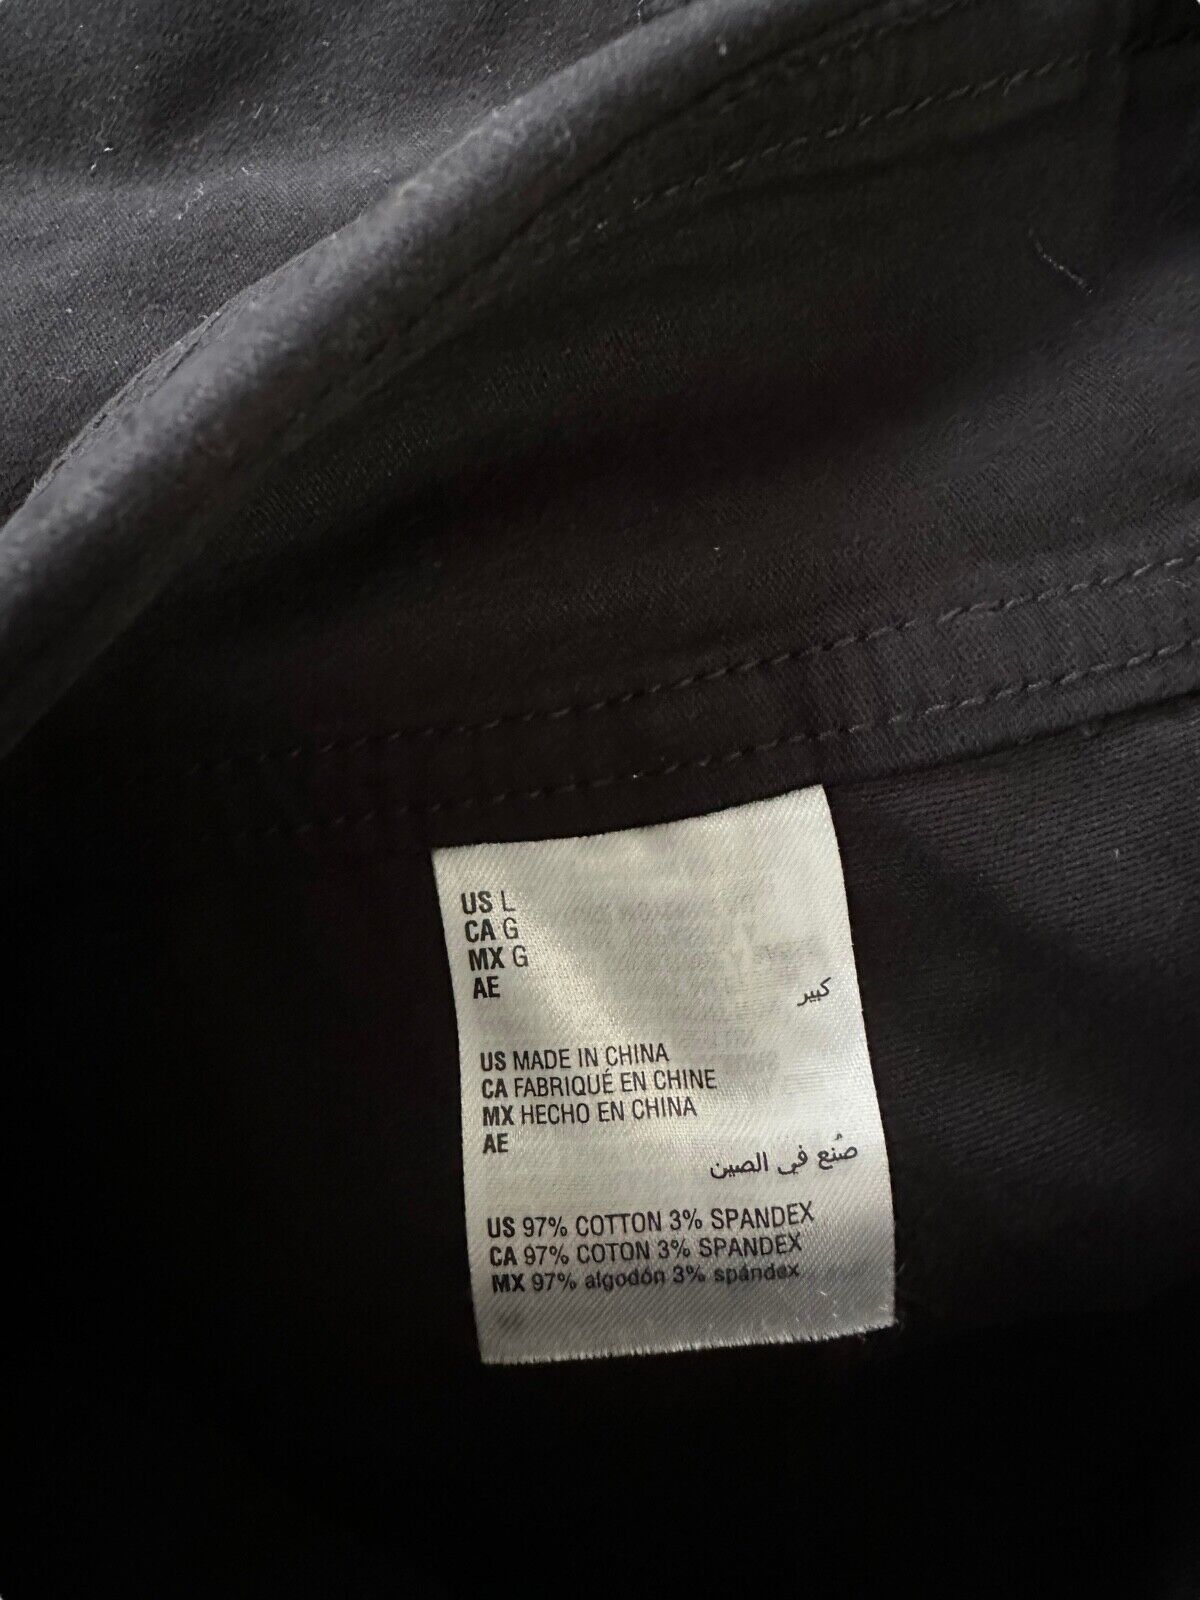 US L
CA G
MX G
AE
كبير
US MADE IN CHINA
CA FABRIQUÉ EN CHINE
MX HECHO EN CHINA
AE
صُنع في الصين
US 97% COTTON 3% SPANDEX
CA 97% COTON 3% SPANDEX
MX 97% algodón 3% spándex